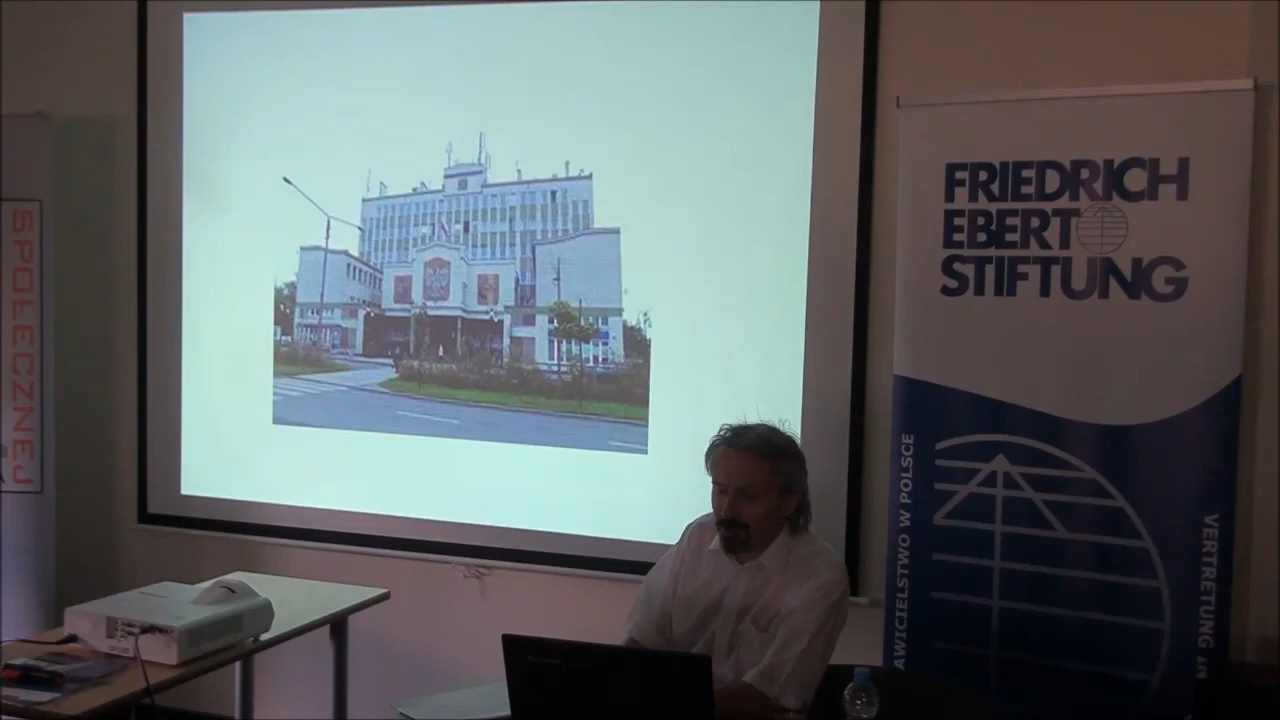 SPOŁECZNEJ
FRIEDRICH
EBERT
STIFTUNG
AWICIELSTWO W POLSCE
VERTRETUNG